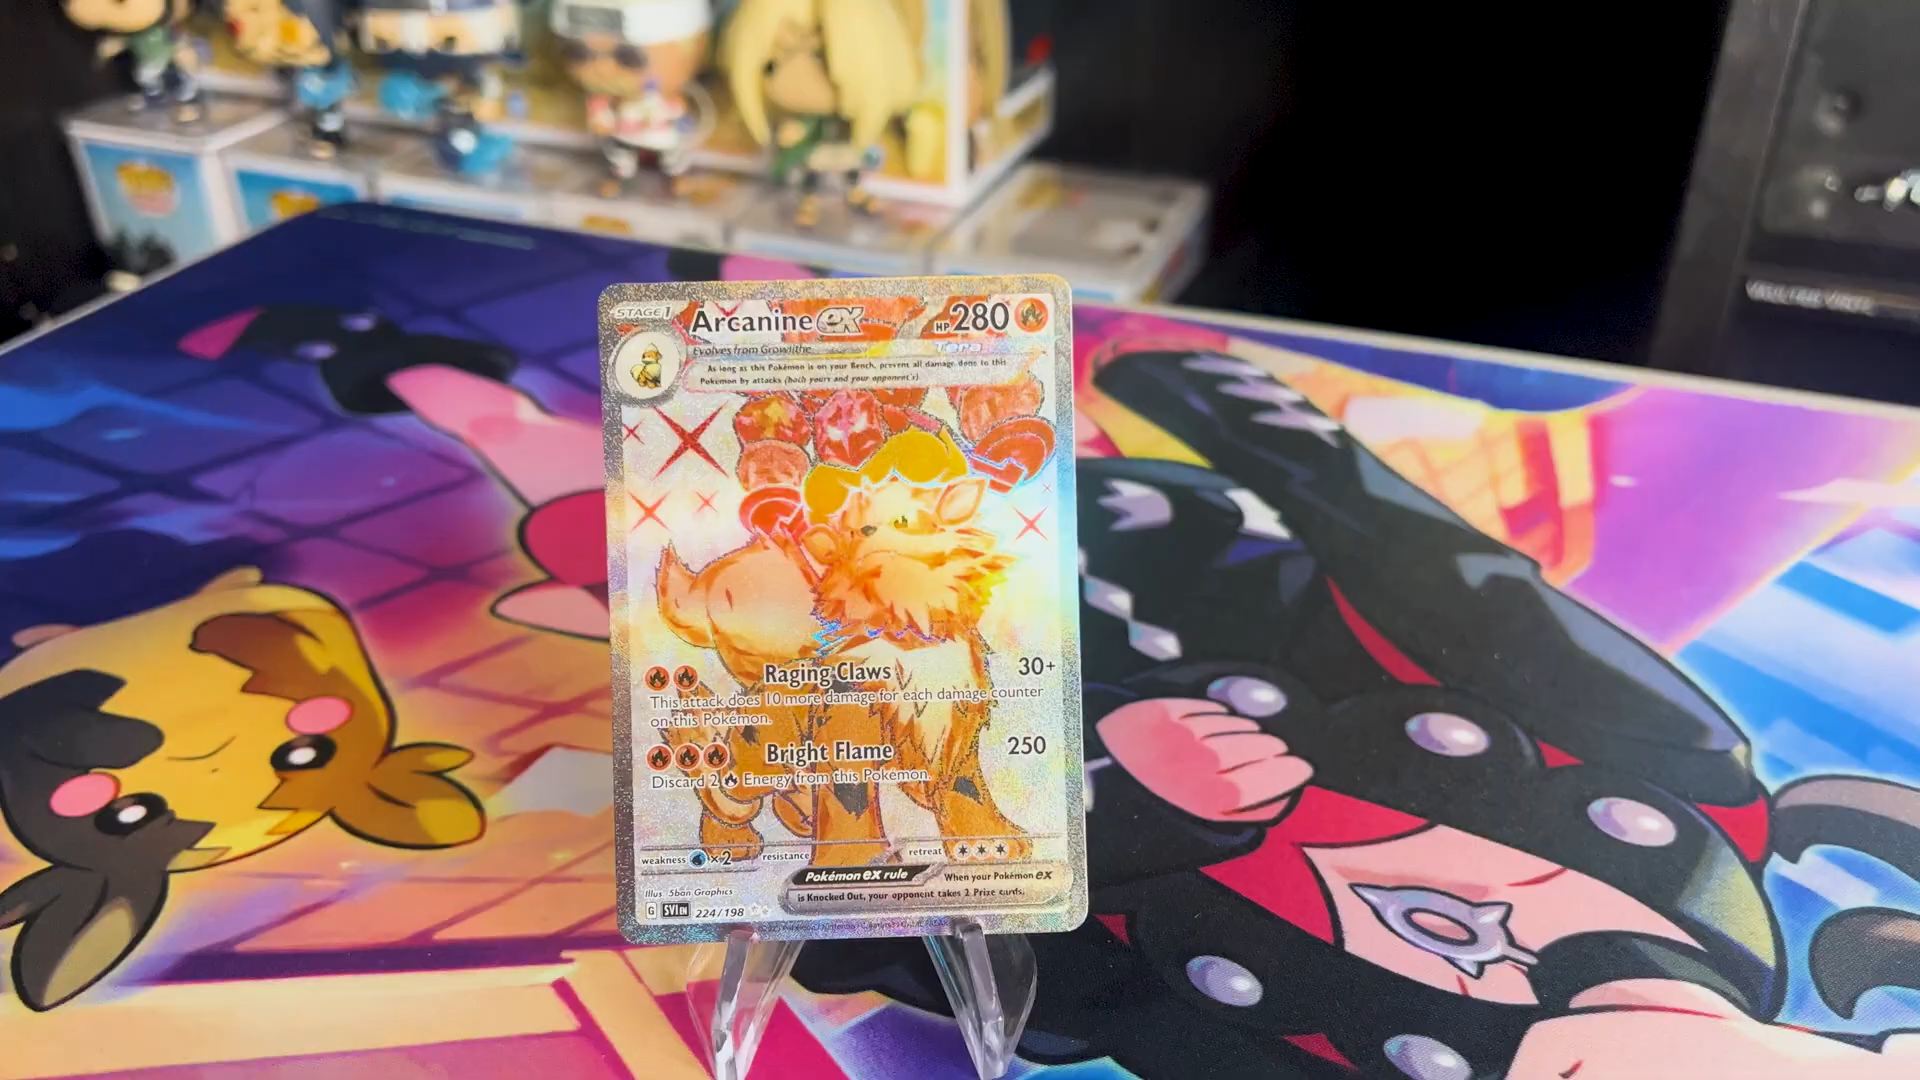 STAGE 1 Arcanine ex HP 280
Evolves from Growlithe Tera
As long as this Pokémon is on your Bench, prevent all damage done to this
Pokémon by attacks (both yours and your opponent's).
Raging Claws 30+
This attack does 10 more damage for each damage counter
on this Pokémon.
Bright Flame 250
Discard 2 Energy from this Pokémon.
weakness ×2 resistance retreat
Pokémon ex rule When your Pokémon ex
is Knocked Out, your opponent takes 2 Prize cards.
Illus. 5ban Graphics
G SVI EN 224/198